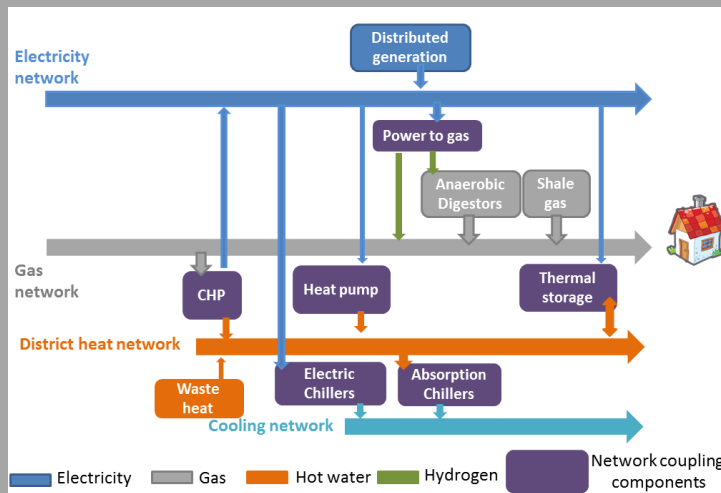 Distributed
generation
Electricity
network
Power to gas
Anaerobic
Digestors
Shale
gas
Gas
network
CHP
Heat pump
Thermal
storage
District heat network
Waste
heat
Electric
Chillers
Absorption
Chillers
Cooling network
Electricity
Gas
Hot water
Hydrogen
Network coupling
components